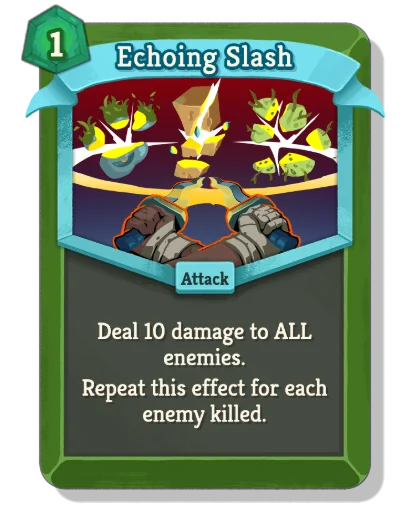 1
Echoing Slash
Attack
Deal 10 damage to ALL
enemies.
Repeat this effect for each
enemy killed.